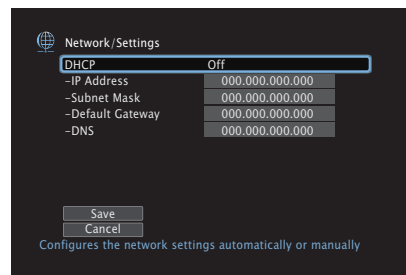 Network/Settings
DHCP Off
-IP Address 000.000.000.000
-Subnet Mask 000.000.000.000
-Default Gateway 000.000.000.000
-DNS 000.000.000.000
Save
Cancel
Configures the network settings automatically or manually